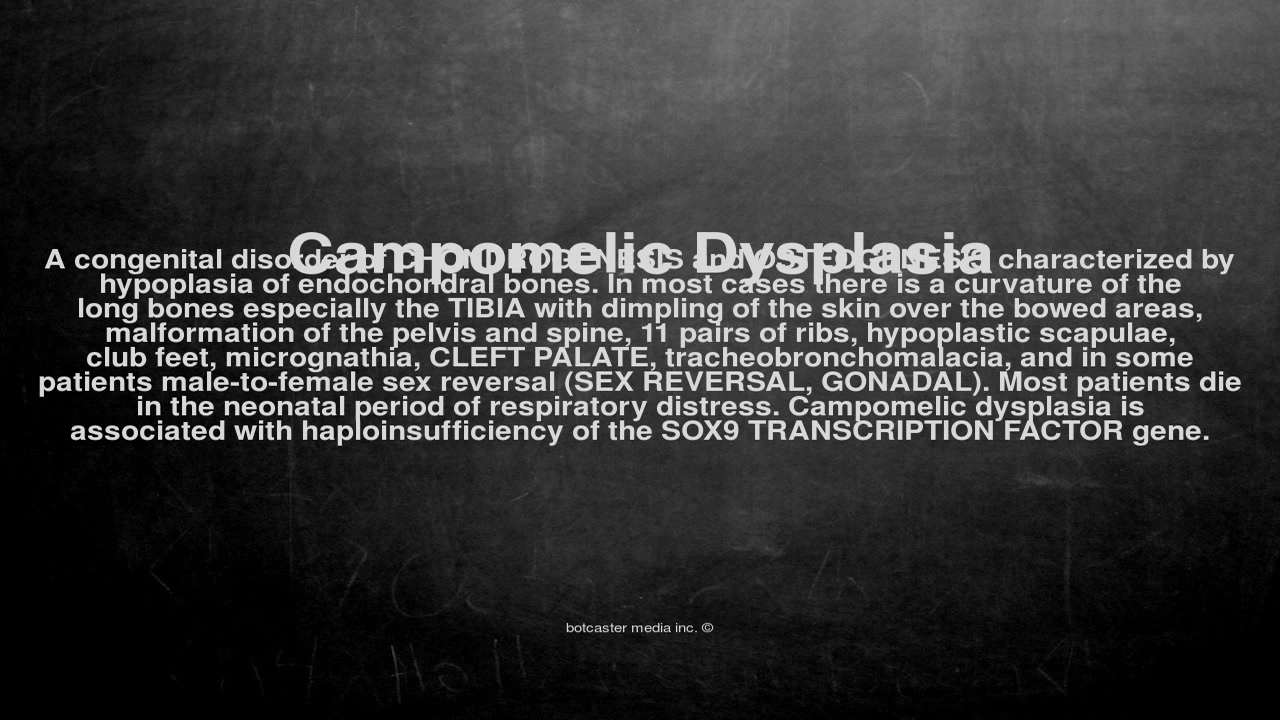 Campomelic Dysplasia
A congenital disorder of CHONDROGENESIS and OSTEOGENESIS characterized by
hypoplasia of endochondral bones. In most cases there is a curvature of the
long bones especially the TIBIA with dimpling of the skin over the bowed areas,
malformation of the pelvis and spine, 11 pairs of ribs, hypoplastic scapulae,
club feet, micrognathia, CLEFT PALATE, tracheobronchomalacia, and in some
patients male-to-female sex reversal (SEX REVERSAL, GONADAL). Most patients die
in the neonatal period of respiratory distress. Campomelic dysplasia is
associated with haploinsufficiency of the SOX9 TRANSCRIPTION FACTOR gene.
botcaster media inc. ©